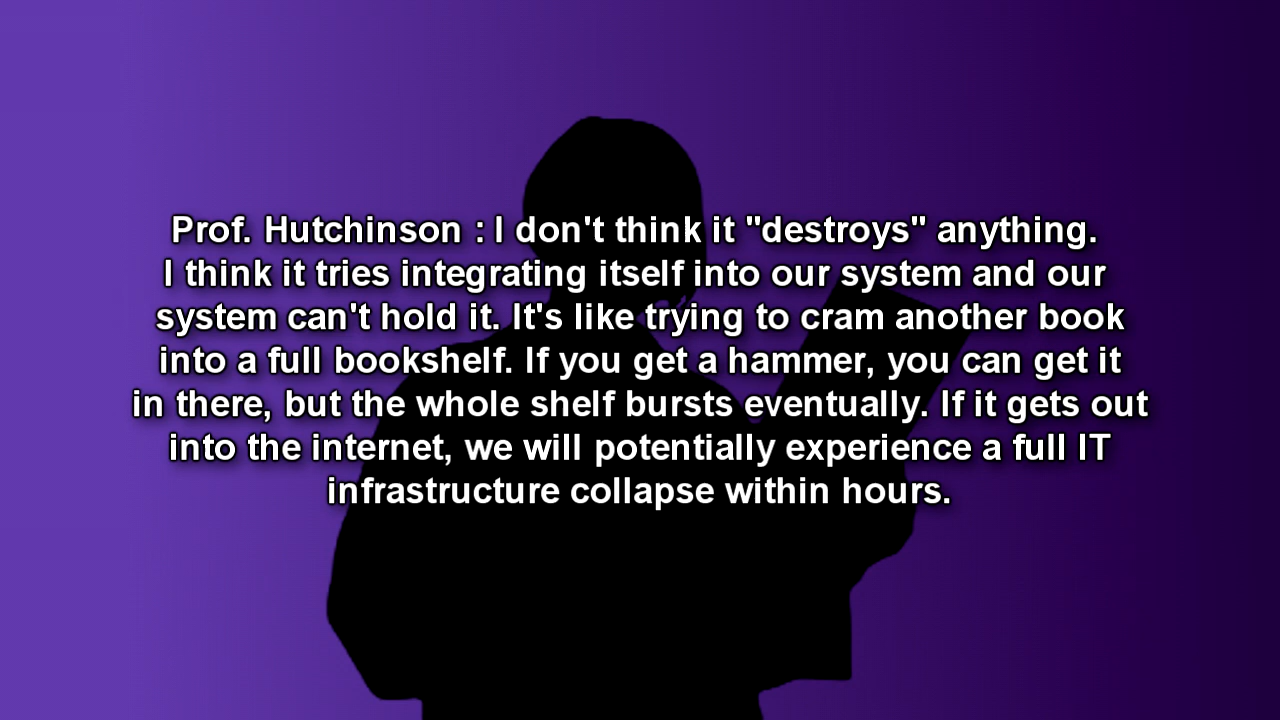 Prof. Hutchinson : I don't think it "destroys" anything.
I think it tries integrating itself into our system and our
system can't hold it. It's like trying to cram another book
into a full bookshelf. If you get a hammer, you can get it
in there, but the whole shelf bursts eventually. If it gets out
into the internet, we will potentially experience a full IT
infrastructure collapse within hours.